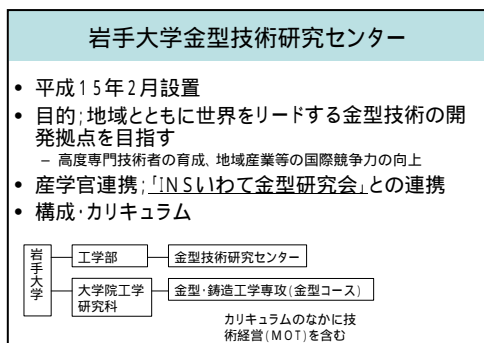 岩手大学金型技術研究センター
• 平成15年2月設置
• 目的;地域とともに世界をリードする金型技術の開
発拠点を目指す
– 高度専門技術者の育成、地域産業等の国際競争力の向上
• 産学官連携;「INSいわて金型研究会」との連携
• 構成・カリキュラム
岩手大学
工学部
金型技術研究センター
大学院工学
研究科
金型・鋳造工学専攻(金型コース)
カリキュラムのなかに技
術経営(MOT)を含む